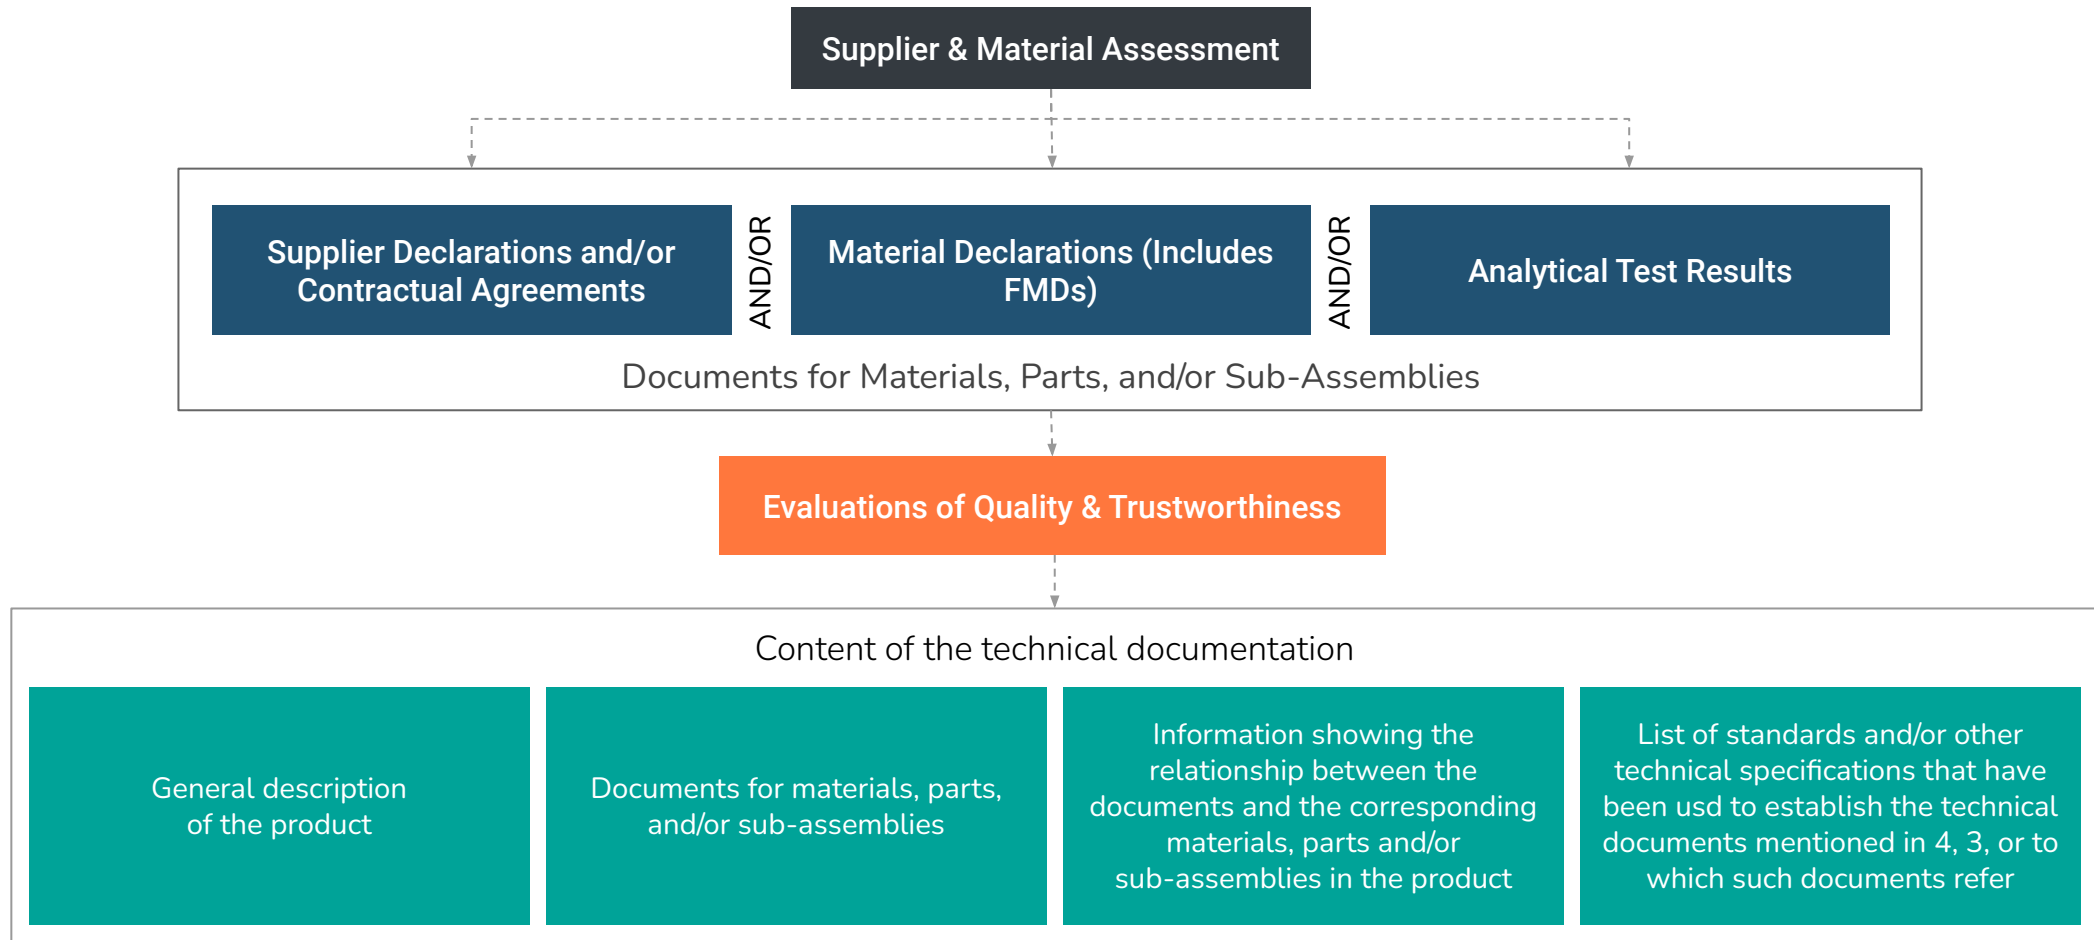 Supplier & Material Assessment
Supplier Declarations and/or
Contractual Agreements
AND/OR
Material Declarations (Includes
FMDs)
AND/OR
Analytical Test Results
Documents for Materials, Parts, and/or Sub-Assemblies
Evaluations of Quality & Trustworthiness
Content of the technical documentation
General description
of the product
Documents for materials, parts,
and/or sub-assemblies
Information showing the
relationship between the
documents and the corresponding
materials, parts and/or
sub-assemblies in the product
List of standards and/or other
technical specifications that have
been usd to establish the technical
documents mentioned in 4, 3, or to
which such documents refer